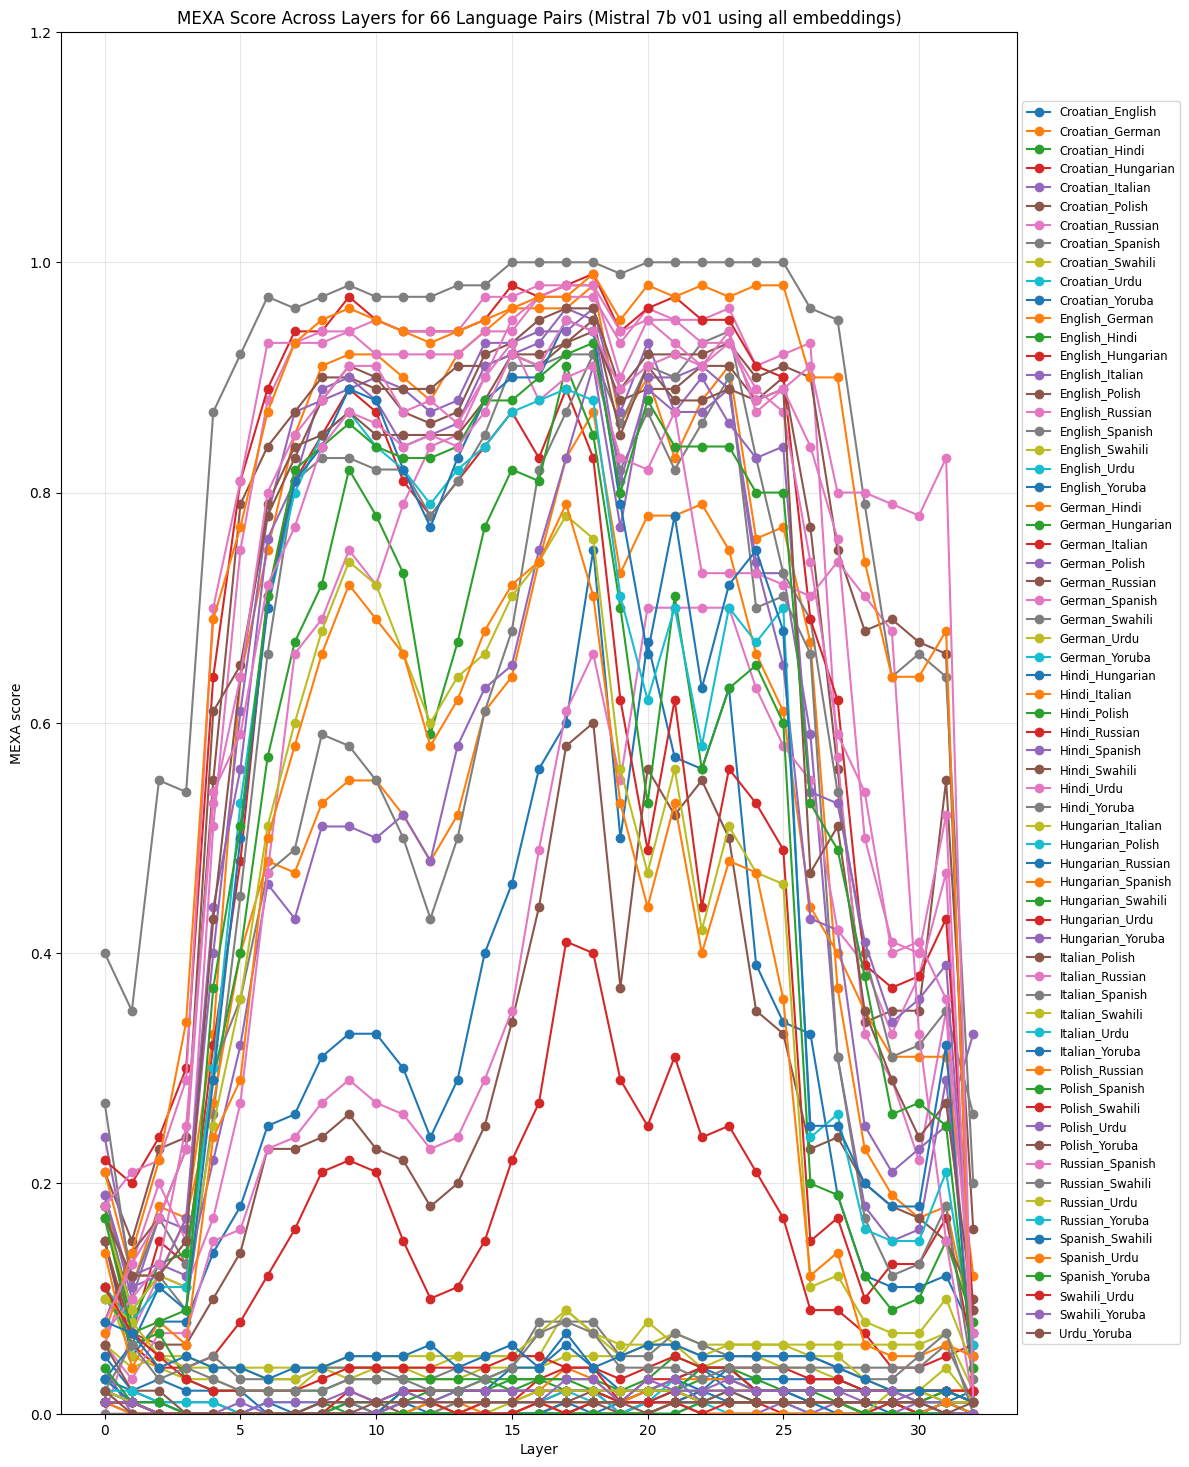 MEXA Score Across Layers for 66 Language Pairs (Mistral 7b v01 using all embeddings)
1.2
1.0
0.8
0.6
0.4
0.2
0.0
MEXA score
0
5
10
15
20
25
30
Layer
Croatian_English
Croatian_German
Croatian_Hindi
Croatian_Hungarian
Croatian_Italian
Croatian_Polish
Croatian_Russian
Croatian_Spanish
Croatian_Swahili
Croatian_Urdu
Croatian_Yoruba
English_German
English_Hindi
English_Hungarian
English_Italian
English_Polish
English_Russian
English_Spanish
English_Swahili
English_Urdu
English_Yoruba
German_Hindi
German_Hungarian
German_Italian
German_Polish
German_Russian
German_Spanish
German_Swahili
German_Urdu
German_Yoruba
Hindi_Hungarian
Hindi_Italian
Hindi_Polish
Hindi_Russian
Hindi_Spanish
Hindi_Swahili
Hindi_Urdu
Hindi_Yoruba
Hungarian_Italian
Hungarian_Polish
Hungarian_Russian
Hungarian_Spanish
Hungarian_Swahili
Hungarian_Urdu
Hungarian_Yoruba
Italian_Polish
Italian_Russian
Italian_Spanish
Italian_Swahili
Italian_Urdu
Italian_Yoruba
Polish_Russian
Polish_Spanish
Polish_Swahili
Polish_Urdu
Polish_Yoruba
Russian_Spanish
Russian_Swahili
Russian_Urdu
Russian_Yoruba
Spanish_Swahili
Spanish_Urdu
Spanish_Yoruba
Swahili_Urdu
Swahili_Yoruba
Urdu_Yoruba